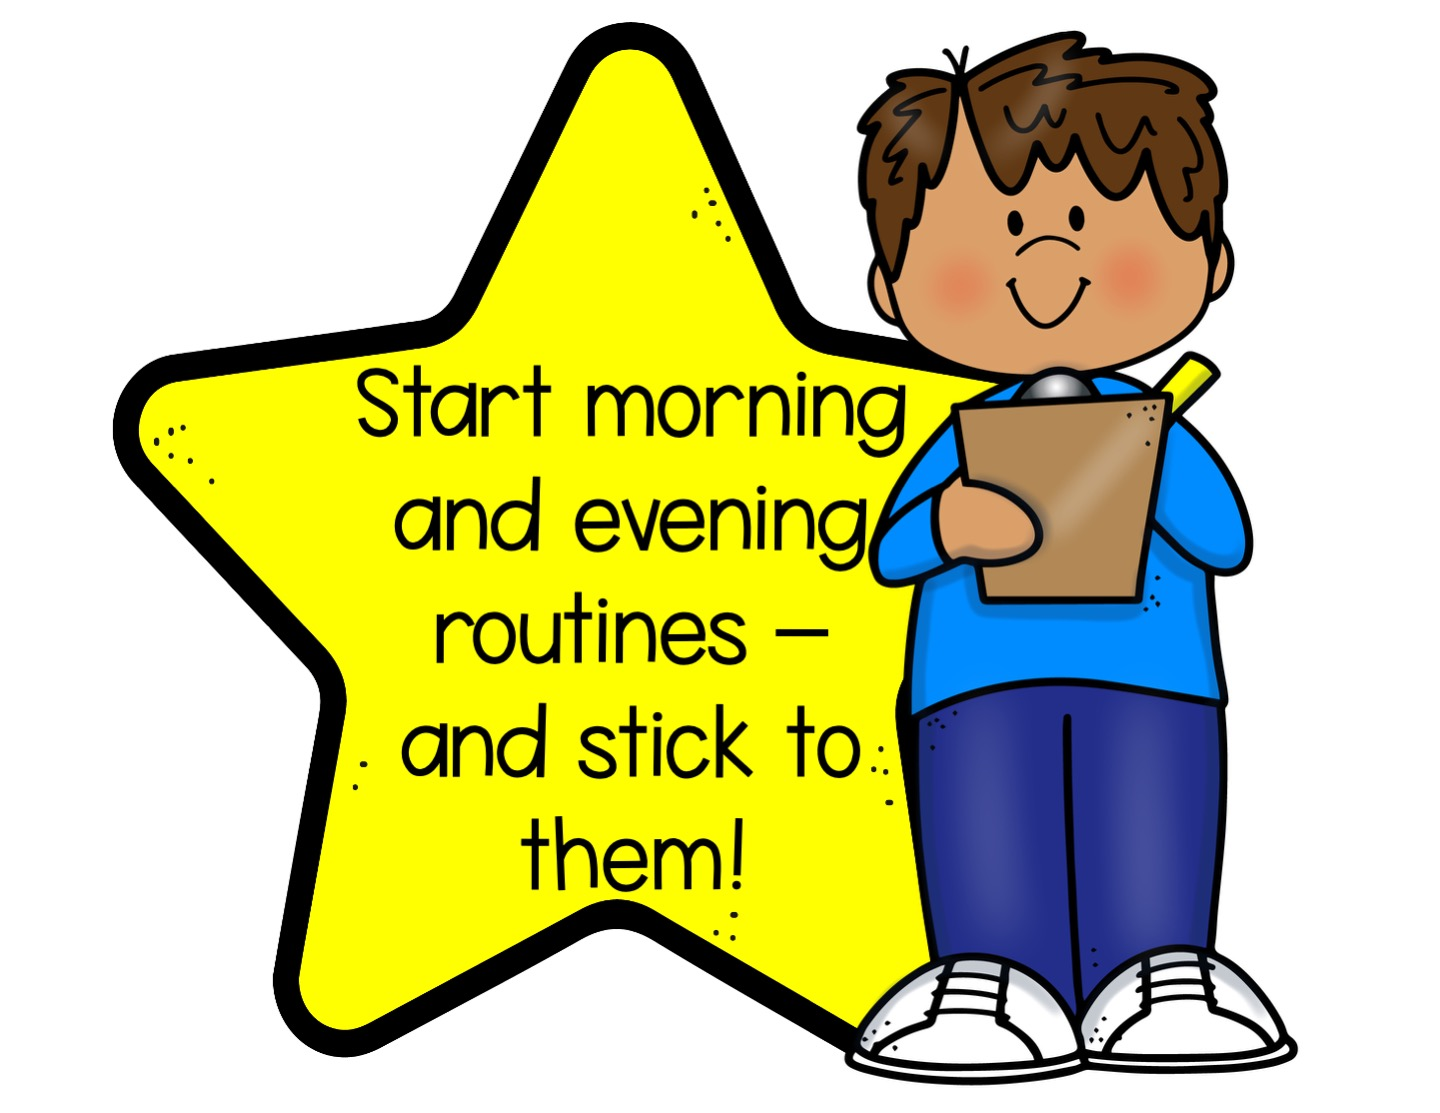 Start morning
and evening
routines –
and stick to
them!